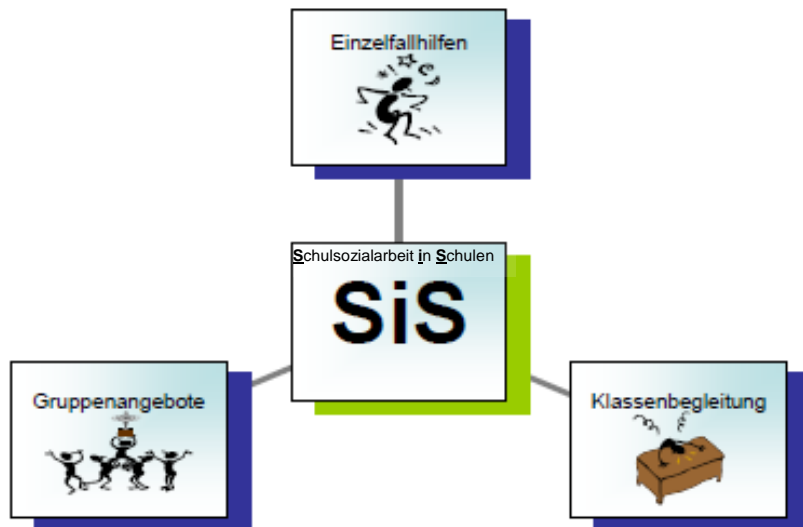 Einzelfallhilfen
Schulsozialarbeit in Schulen
SiS
Gruppenangebote
Klassenbegleitung